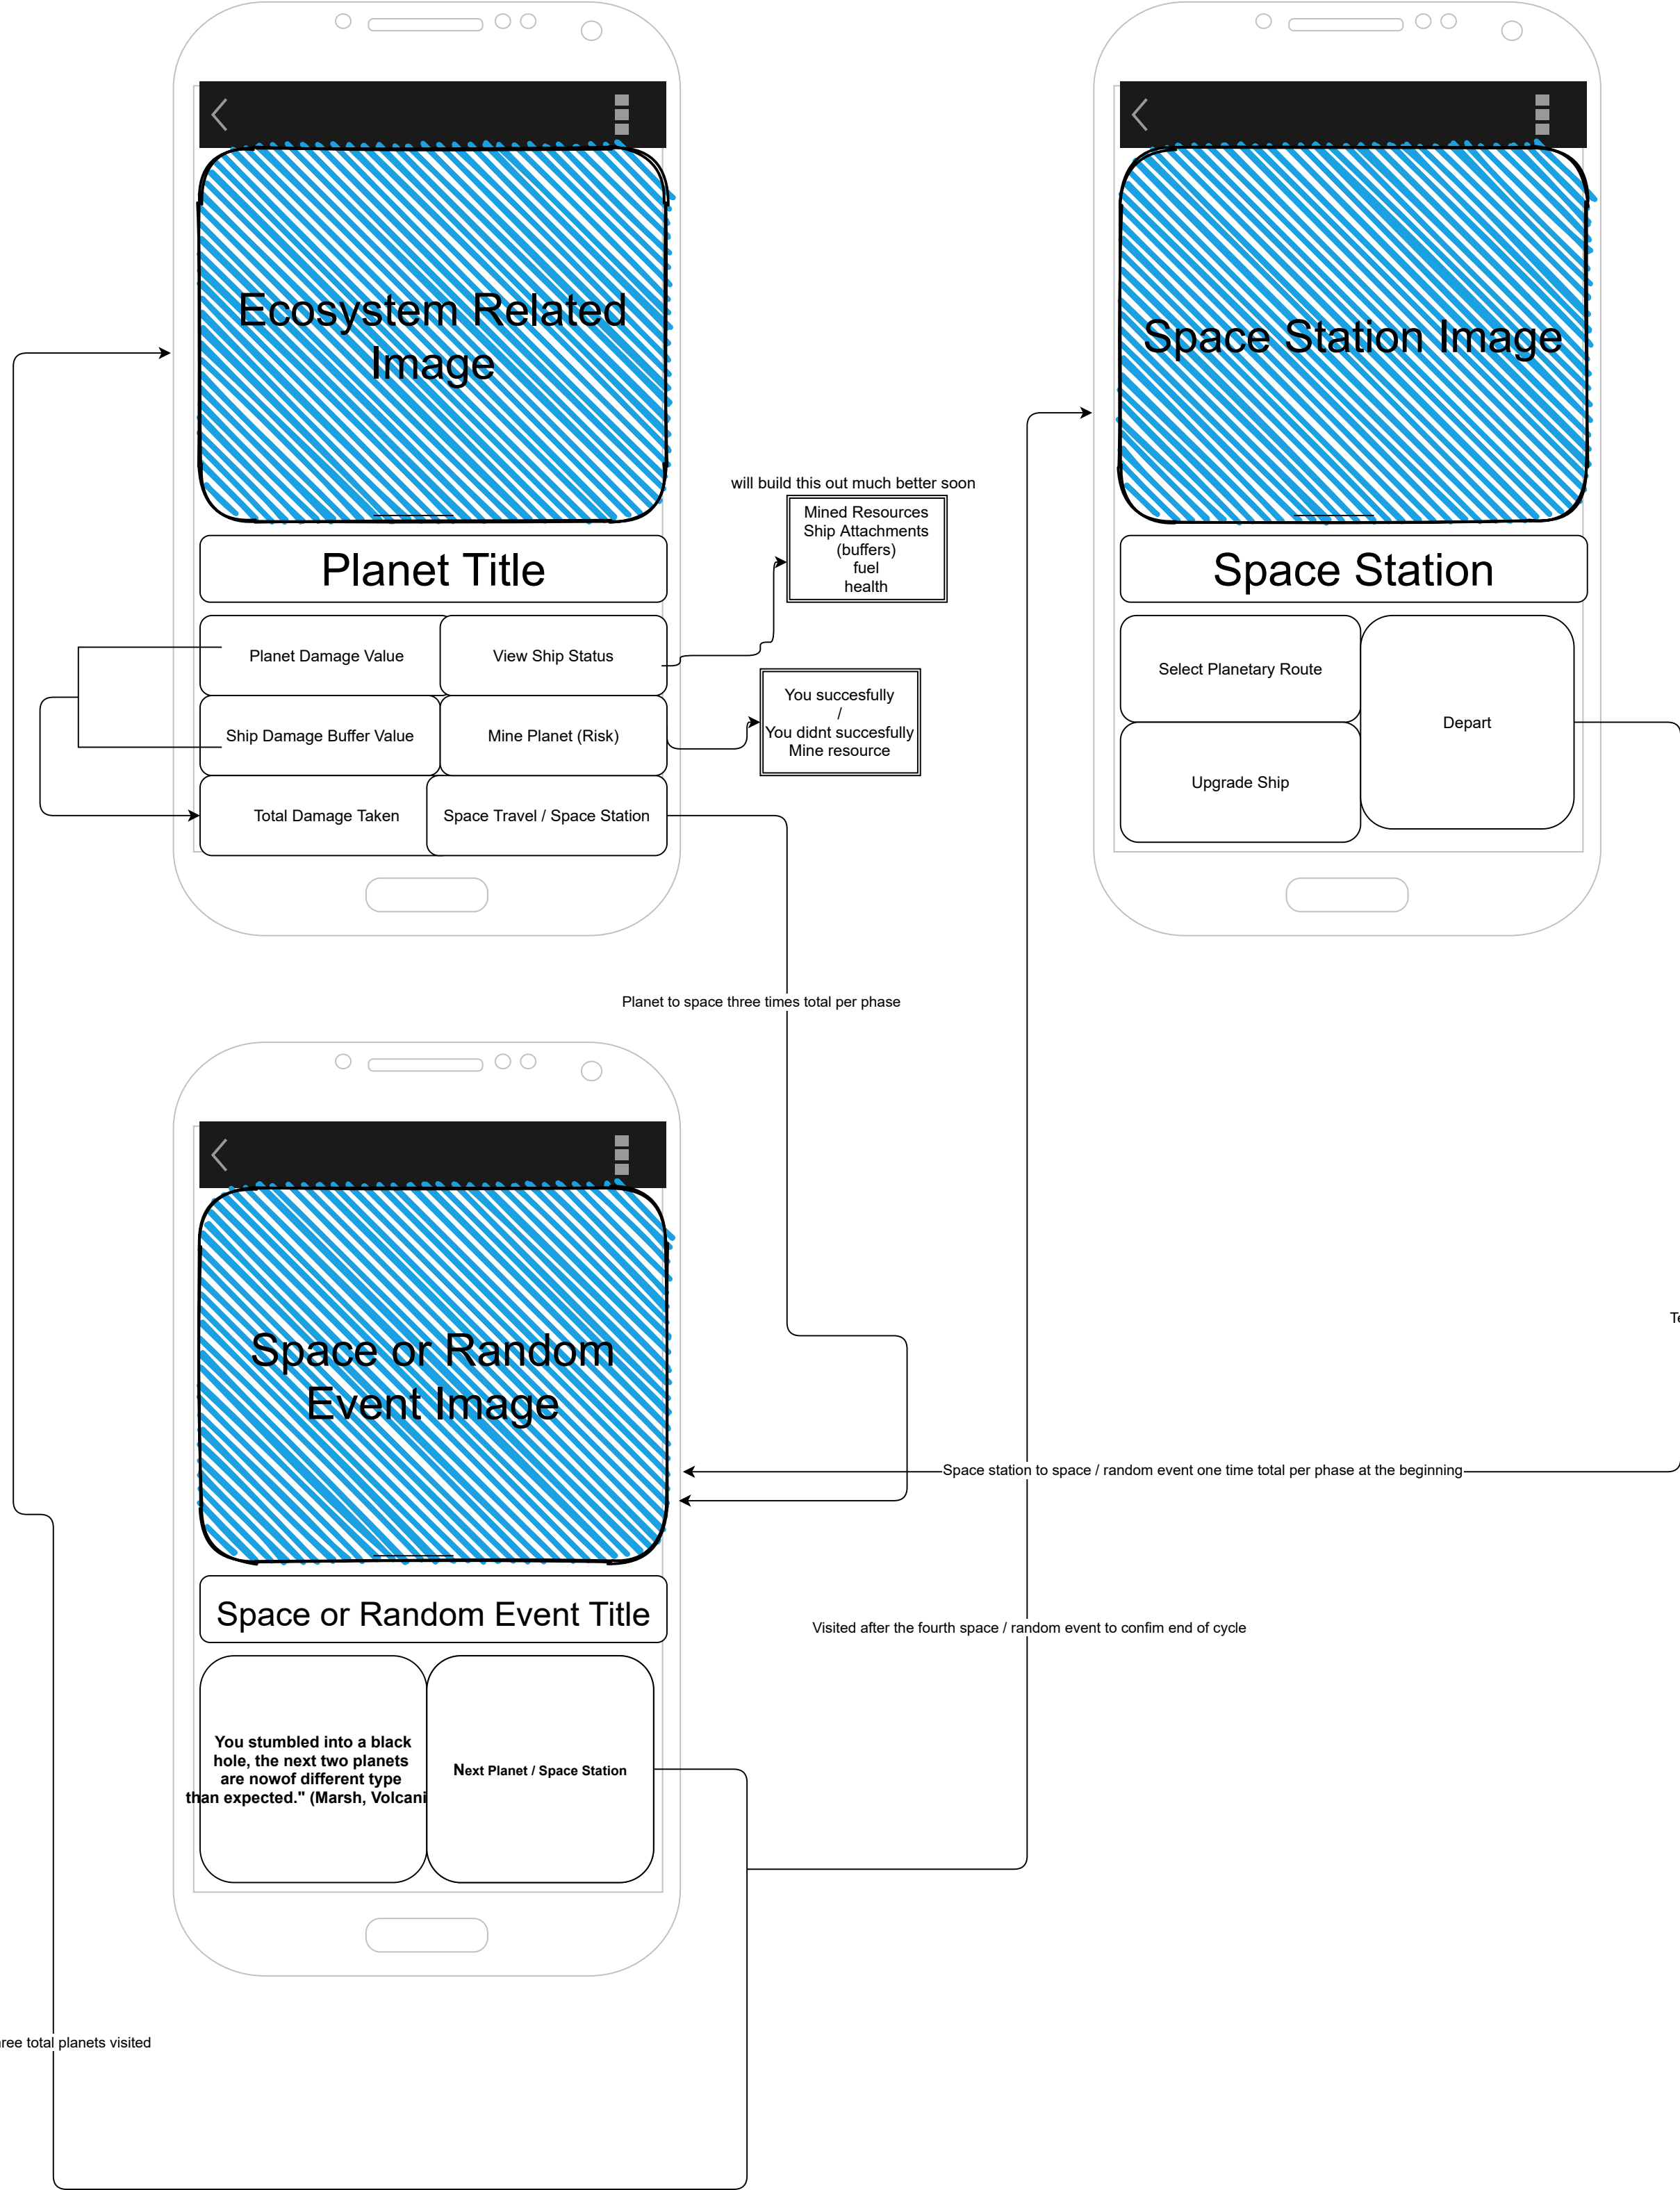 Ecosystem Related
Image
Planet Title
Planet Damage Value
View Ship Status
Ship Damage Buffer Value
Mine Planet (Risk)
Total Damage Taken
Space Travel / Space Station
will build this out much better soon
Mined Resources
Ship Attachments
(buffers)
fuel
health
You succesfully
/
You didnt succesfully
Mine resource
Space Station Image
Space Station
Select Planetary Route
Depart
Upgrade Ship
Planet to space three times total per phase
Space or Random
Event Image
Space station to space / random event one time total per phase at the beginning
Space or Random Event Title
Visited after the fourth space / random event to confim end of cycle
You stumbled into a black
hole, the next two planets
are nowof different type
than expected." (Marsh, Volcani
Next Planet / Space Station
total planets visited